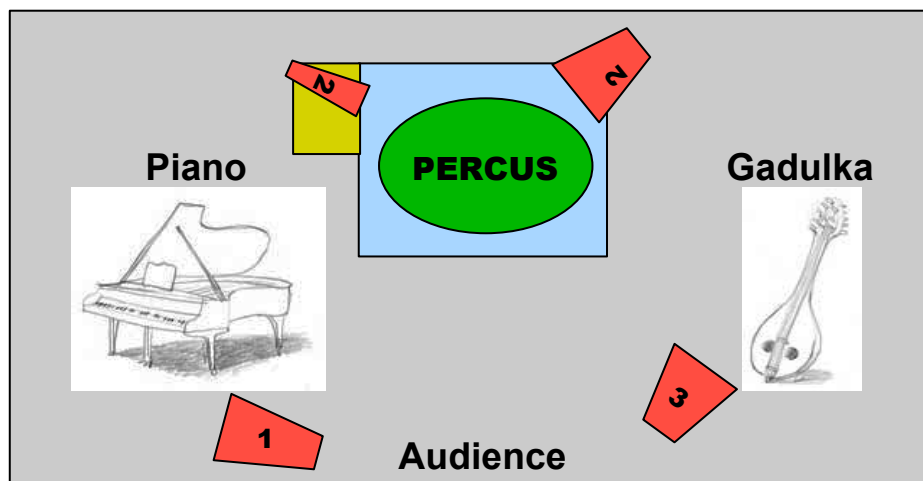 2
2
PERCUS
Piano
Gadulka
3
1
Audience